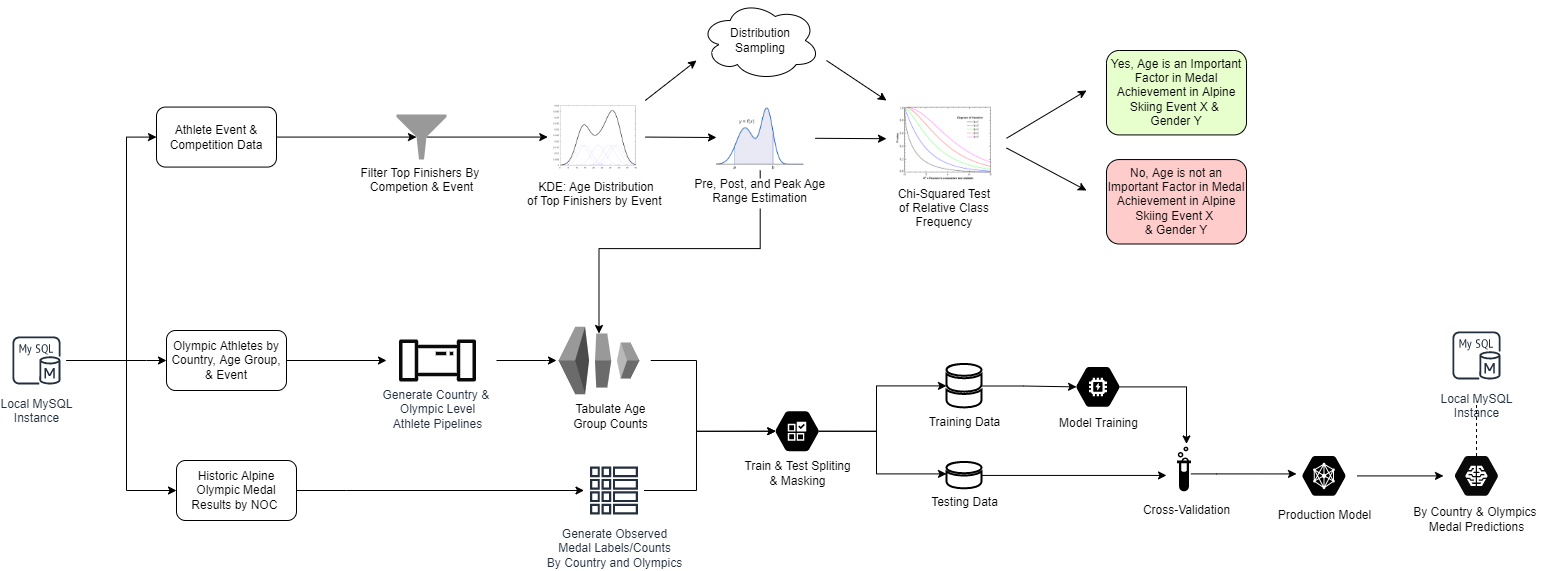 Distribution
Sampling
Yes, Age is an Important
Factor in Medal
Achievement in Alpine
Skiing Event X &
Gender Y
Athlete Event &
Competition Data
Filter Top Finishers By
Competion & Event
KDE: Age Distribution
of Top Finishers by Event
y = f(x)
Pre, Post, and Peak Age
Range Estimation
Chi-Squared Test
of Relative Class
Frequency
No, Age is not an
Important Factor in Medal
Achievement in Alpine
Skiing Event X
& Gender Y
My SQL
M
Local MySQL
Instance
Olympic Athletes by
Country, Age Group,
& Event
Generate Country &
Olympic Level
Athlete Pipelines
Tabulate Age
Group Counts
Historic Alpine
Olympic Medal
Results by NOC
Generate Observed
Medal Labels/Counts
By Country and Olympics
Train & Test Spliting
& Masking
Training Data
Model Training
Testing Data
Cross-Validation
Production Model
My SQL
M
Local MySQL
Instance
By Country & Olympics
Medal Predictions